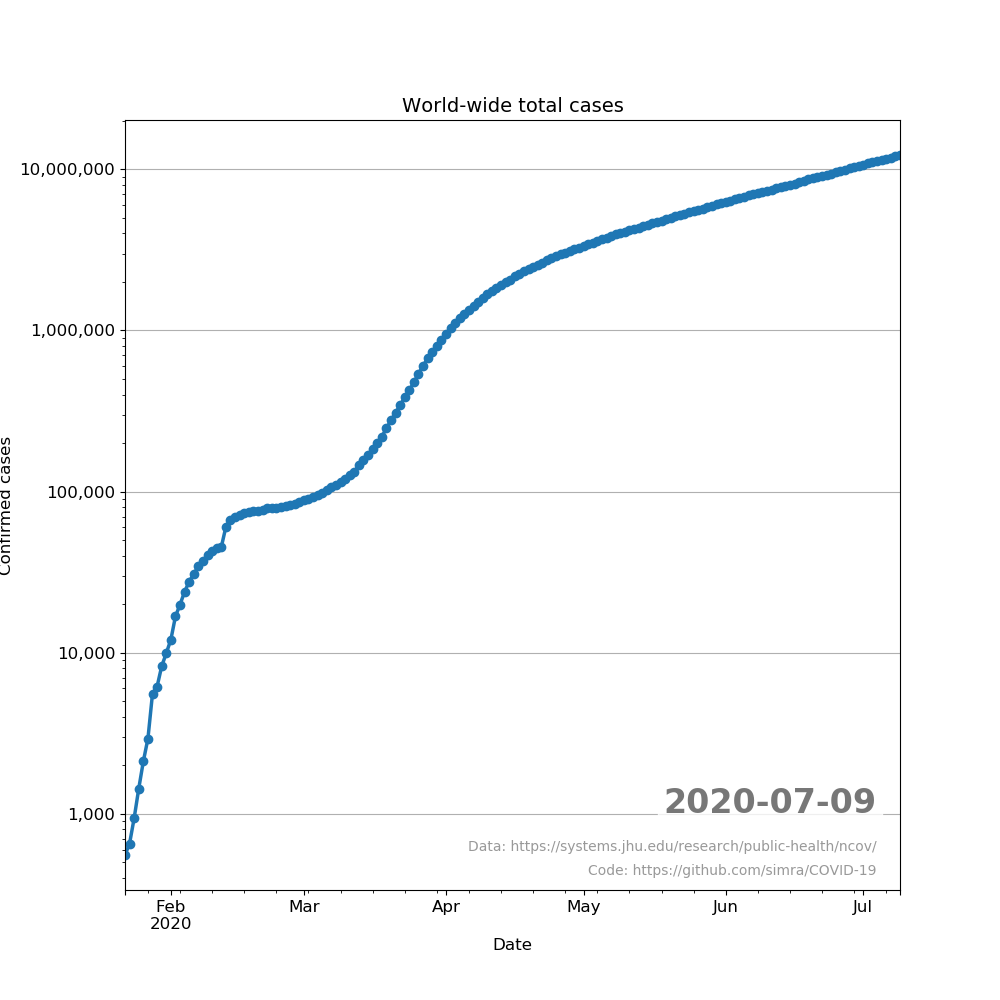 World-wide total cases
10,000,000
1,000,000
100,000
10,000
1,000
Confirmed cases
2020-07-09
Data: https://systems.jhu.edu/research/public-health/ncov/
Code: https://github.com/simra/COVID-19
Feb Mar Apr May Jun Jul
2020
Date